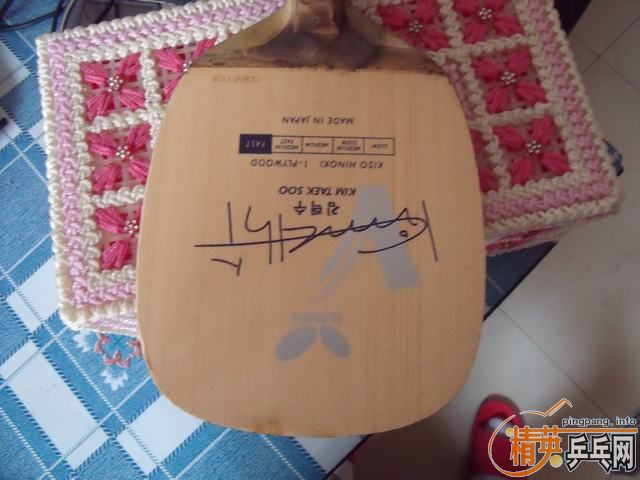 KIM TAEK SOO
김택수
KISO HINOKI 1-PLYWOOD
SLOW
MEDIUM SLOW
MEDIUM
MEDIUM FAST
FAST
MADE IN JAPAN
pingpang.info
精英乒乓网